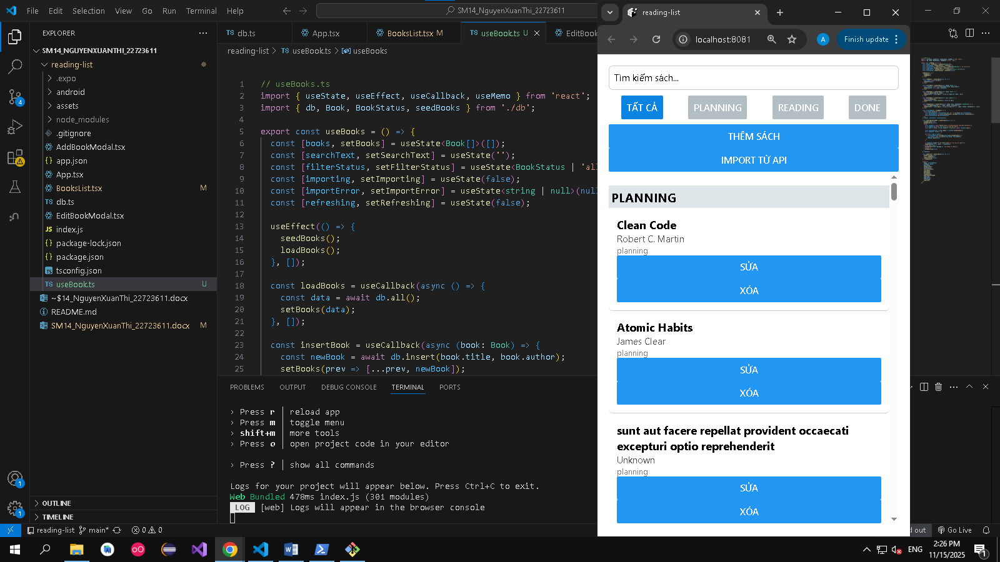 File Edit Selection View Go Run Terminal Help
SM14_NguyenXuanThi_22723611
EXPLORER
SM14_NGUYENXUANTHI_22723611
reading-list
.expo
android
assets
node_modules
.gitignore
AddBookModal.tsx
app.json
App.tsx
BooksList.tsx M
db.ts
EditBookModal.tsx
index.js
package-lock.json
package.json
tsconfig.json
useBook.ts U
~$14_NguyenXuanThi_22723611.docx
README.md
SM14_NguyenXuanThi_22723611.docx M
OUTLINE
TIMELINE
db.ts App.tsx BooksList.tsx M useBook.ts U EditBook
reading-list > useBook.ts > useBooks
1 // useBooks.ts
2 import { useState, useEffect, useCallback, useMemo } from 'react';
3 import { db, Book, BookStatus, seedBooks } from './db';
4
5 export const useBooks = () => {
6 const [books, setBooks] = useState<Book[]>([]);
7 const [searchText, setSearchText] = useState('');
8 const [filterStatus, setFilterStatus] = useState<BookStatus | 'all
9 const [importing, setImporting] = useState(false);
10 const [importError, setImportError] = useState<string | null>(null
11 const [refreshing, setRefreshing] = useState(false);
12
13 useEffect(() => {
14 seedBooks();
15 loadBooks();
16 }, []);
17
18 const loadBooks = useCallback(async () => {
19 const data = await db.all();
20 setBooks(data);
21 }, []);
22
23 const insertBook = useCallback(async (book: Book) => {
24 const newBook = await db.insert(book.title, book.author);
25 setBooks(prev => [...prev, newBook]);
PROBLEMS OUTPUT DEBUG CONSOLE TERMINAL PORTS
› Press r │ reload app
› Press m │ toggle menu
› shift+m │ more tools
› Press o │ open project code in your editor
› Press ? │ show all commands
Logs for your project will appear below. Press Ctrl+C to exit.
Web Bundled 478ms index.js (301 modules)
LOG [web] Logs will appear in the browser console
reading-list
localhost:8081
A
Finish update
Tìm kiếm sách...
TẤT CẢ PLANNING READING DONE
THÊM SÁCH
IMPORT TỪ API
PLANNING
Clean Code
Robert C. Martin
planning
SỬA
XÓA
Atomic Habits
James Clear
planning
SỬA
XÓA
sunt aut facere repellat provident occaecati
excepturi optio reprehenderit
Unknown
planning
SỬA
XÓA
4
1
1
reading-list main* 0 0
d out Go Live
ENG
2:26 PM
11/15/2025
1